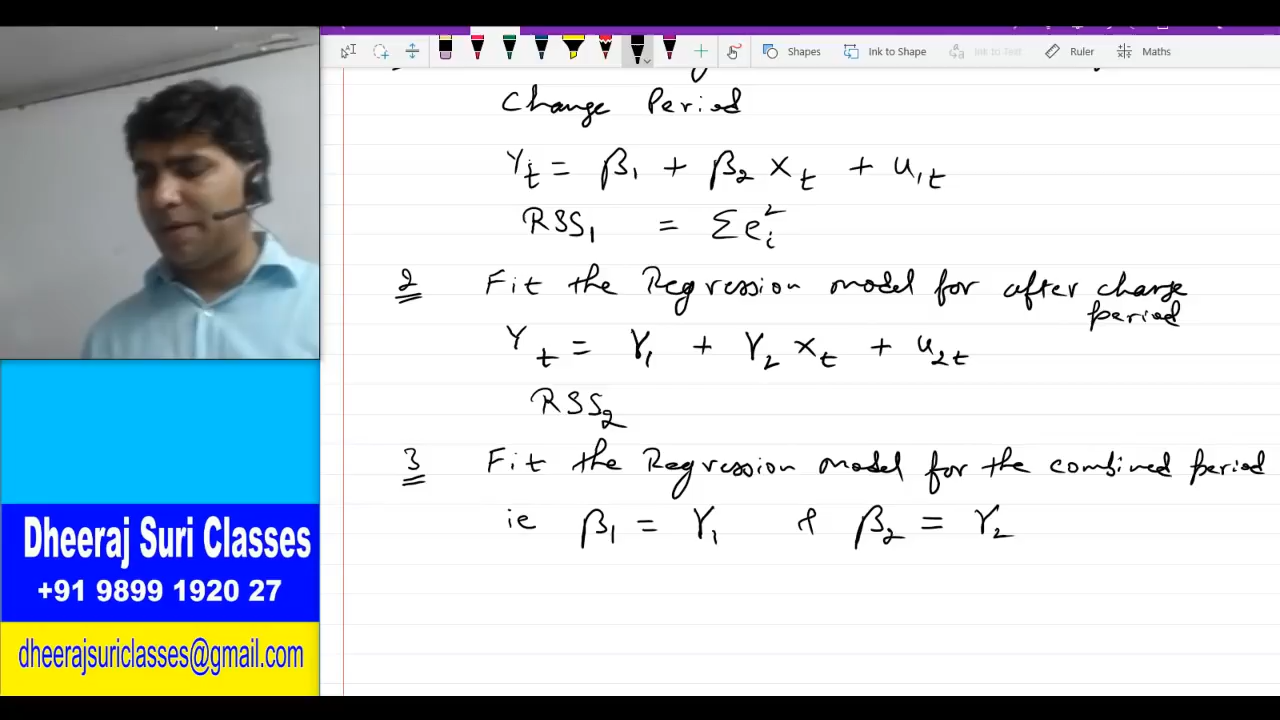 Shapes
Ink to Shape
Ink to Text
Ruler
Maths
Change Period
Yt = β1 + β2 Xt + u1t
RSS1 = Σei²
2 Fit the Regression model for after change period
Yt = γ1 + γ2 Xt + u2t
RSS2
3 Fit the Regression model for the combined period
ie β1 = γ1 & β2 = γ2
Dheeraj Suri Classes
+91 9899 1920 27
dheerajsuriclasses@gmail.com